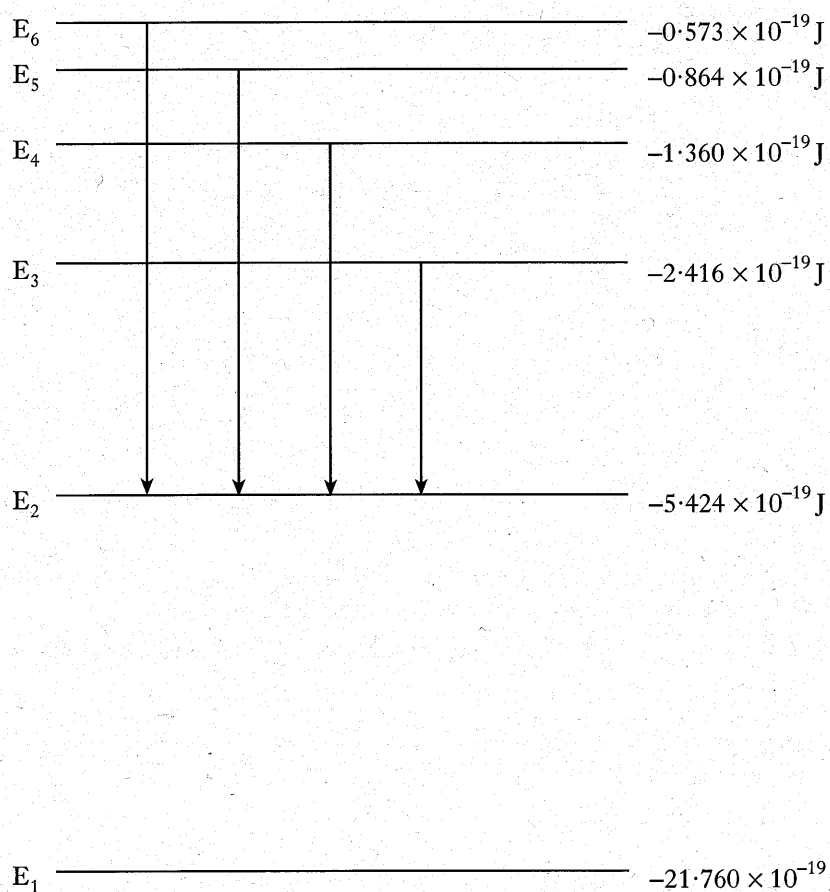 E₆ –0·573 × 10⁻¹⁹ J
E₅ –0·864 × 10⁻¹⁹ J
E₄ –1·360 × 10⁻¹⁹ J
E₃ –2·416 × 10⁻¹⁹ J
E₂ –5·424 × 10⁻¹⁹ J
E₁ –21·760 × 10⁻¹⁹